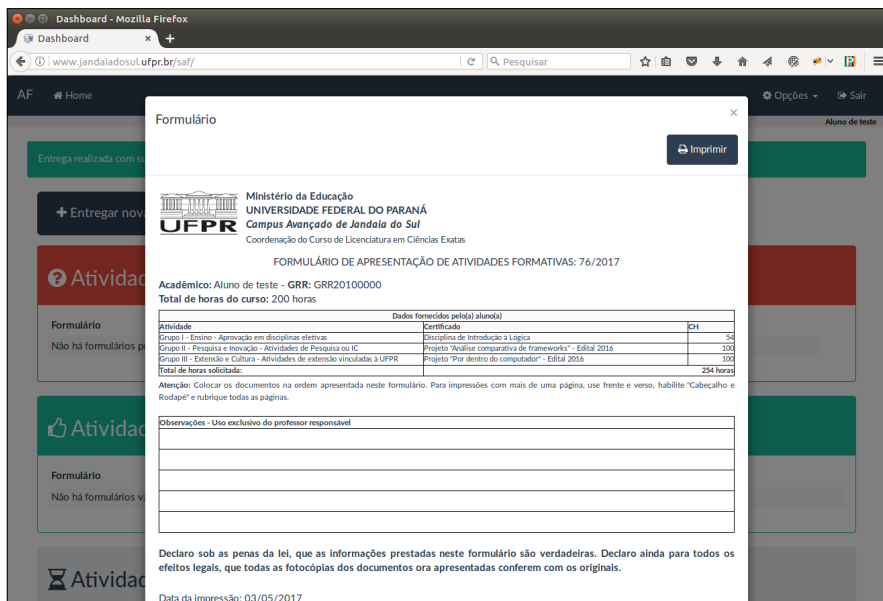 Dashboard - Mozilla Firefox
Dashboard × +
www.jandaiadosul.ufpr.br/saf/ Pesquisar
AF Home Opções Sair
Formulário ×
Aluno de teste
Imprimir
Entrega realizada com su
Ministério da Educação
UNIVERSIDADE FEDERAL DO PARANÁ
Campus Avançado de Jandaia do Sul
Coordenação do Curso de Licenciatura em Ciências Exatas
UFPR
+ Entregar nova
FORMULÁRIO DE APRESENTAÇÃO DE ATIVIDADES FORMATIVAS: 76/2017
Atividad
Acadêmico: Aluno de teste - GRR: GRR20100000
Total de horas do curso: 200 horas
Dados fornecidos pelo(a) aluno(a)
Atividade Certificado CH
Grupo I - Ensino - Aprovação em disciplinas eletivas Disciplina de Introdução à Lógica 54
Grupo II - Pesquisa e Inovação - Atividades de Pesquisa ou IC Projeto "Análise comparativa de frameworks" - Edital 2016 100
Grupo III - Extensão e Cultura - Atividades de extensão vinculadas à UFPR Projeto "Por dentro do computador" - Edital 2016 100
Total de horas solicitada: 254 horas
Formulário
Não há formulários p
Atenção: Colocar os documentos na ordem apresentada neste formulário. Para impressões com mais de uma página, use frente e verso, habilite "Cabeçalho e
Rodapé" e rubrique todas as páginas.
Observações - Uso exclusivo do professor responsável
Atividad
Formulário
Não há formulários va
Declaro sob as penas da lei, que as informações prestadas neste formulário são verdadeiras. Declaro ainda para todos os
efeitos legais, que todas as fotocópias dos documentos ora apresentadas conferem com os originais.
Atividad
Data da impressão: 03/05/2017